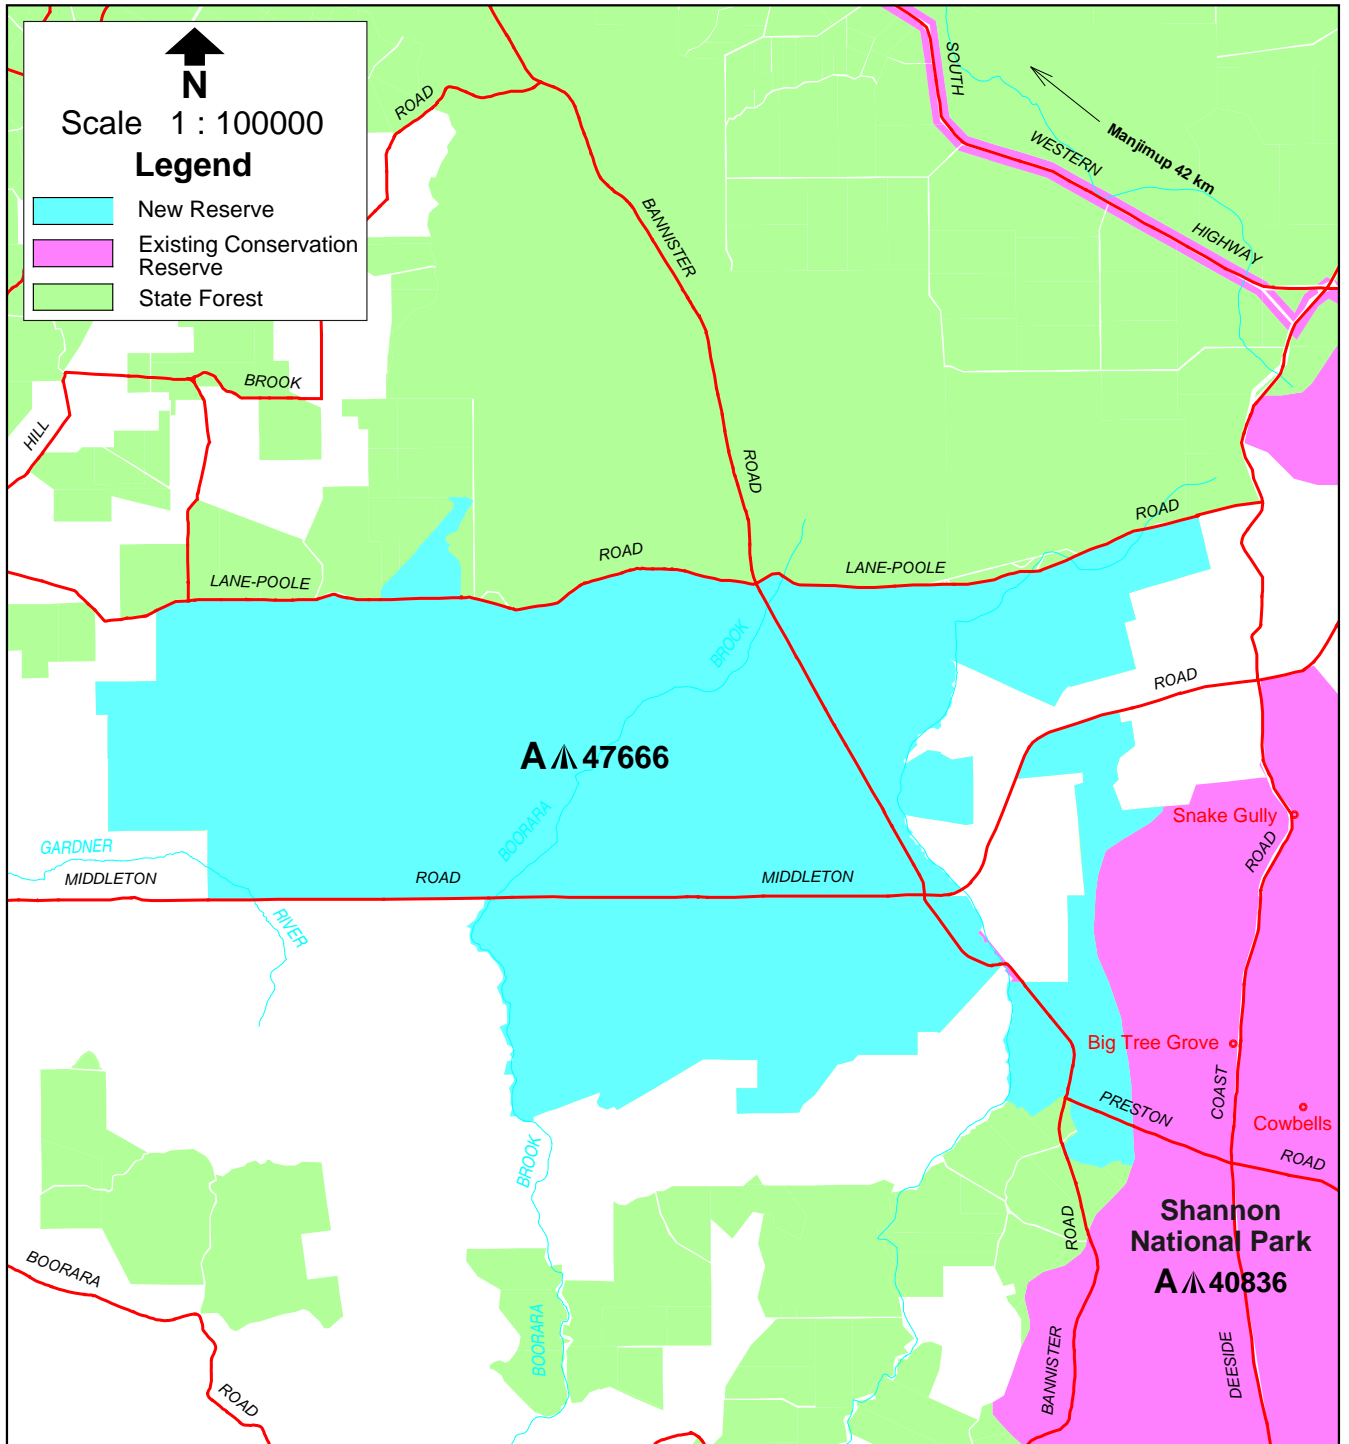 N
Scale 1 : 100000
Legend
New Reserve
Existing Conservation
Reserve
State Forest
ROAD
SOUTH
WESTERN
HIGHWAY
Manjimup 42 km
BANNISTER
ROAD
BROOK
HILL
ROAD
LANE-POOLE
ROAD
LANE-POOLE
BROOK
ROAD
A 47666
BOORARA
GARDNER
RIVER
MIDDLETON
ROAD
MIDDLETON
Snake Gully
ROAD
Big Tree Grove
COAST
PRESTON
Cowbells
ROAD
BROOK
Shannon
National Park
A 40836
ROAD
BOORARA
BOORARA
ROAD
BANNISTER
DEESIDE